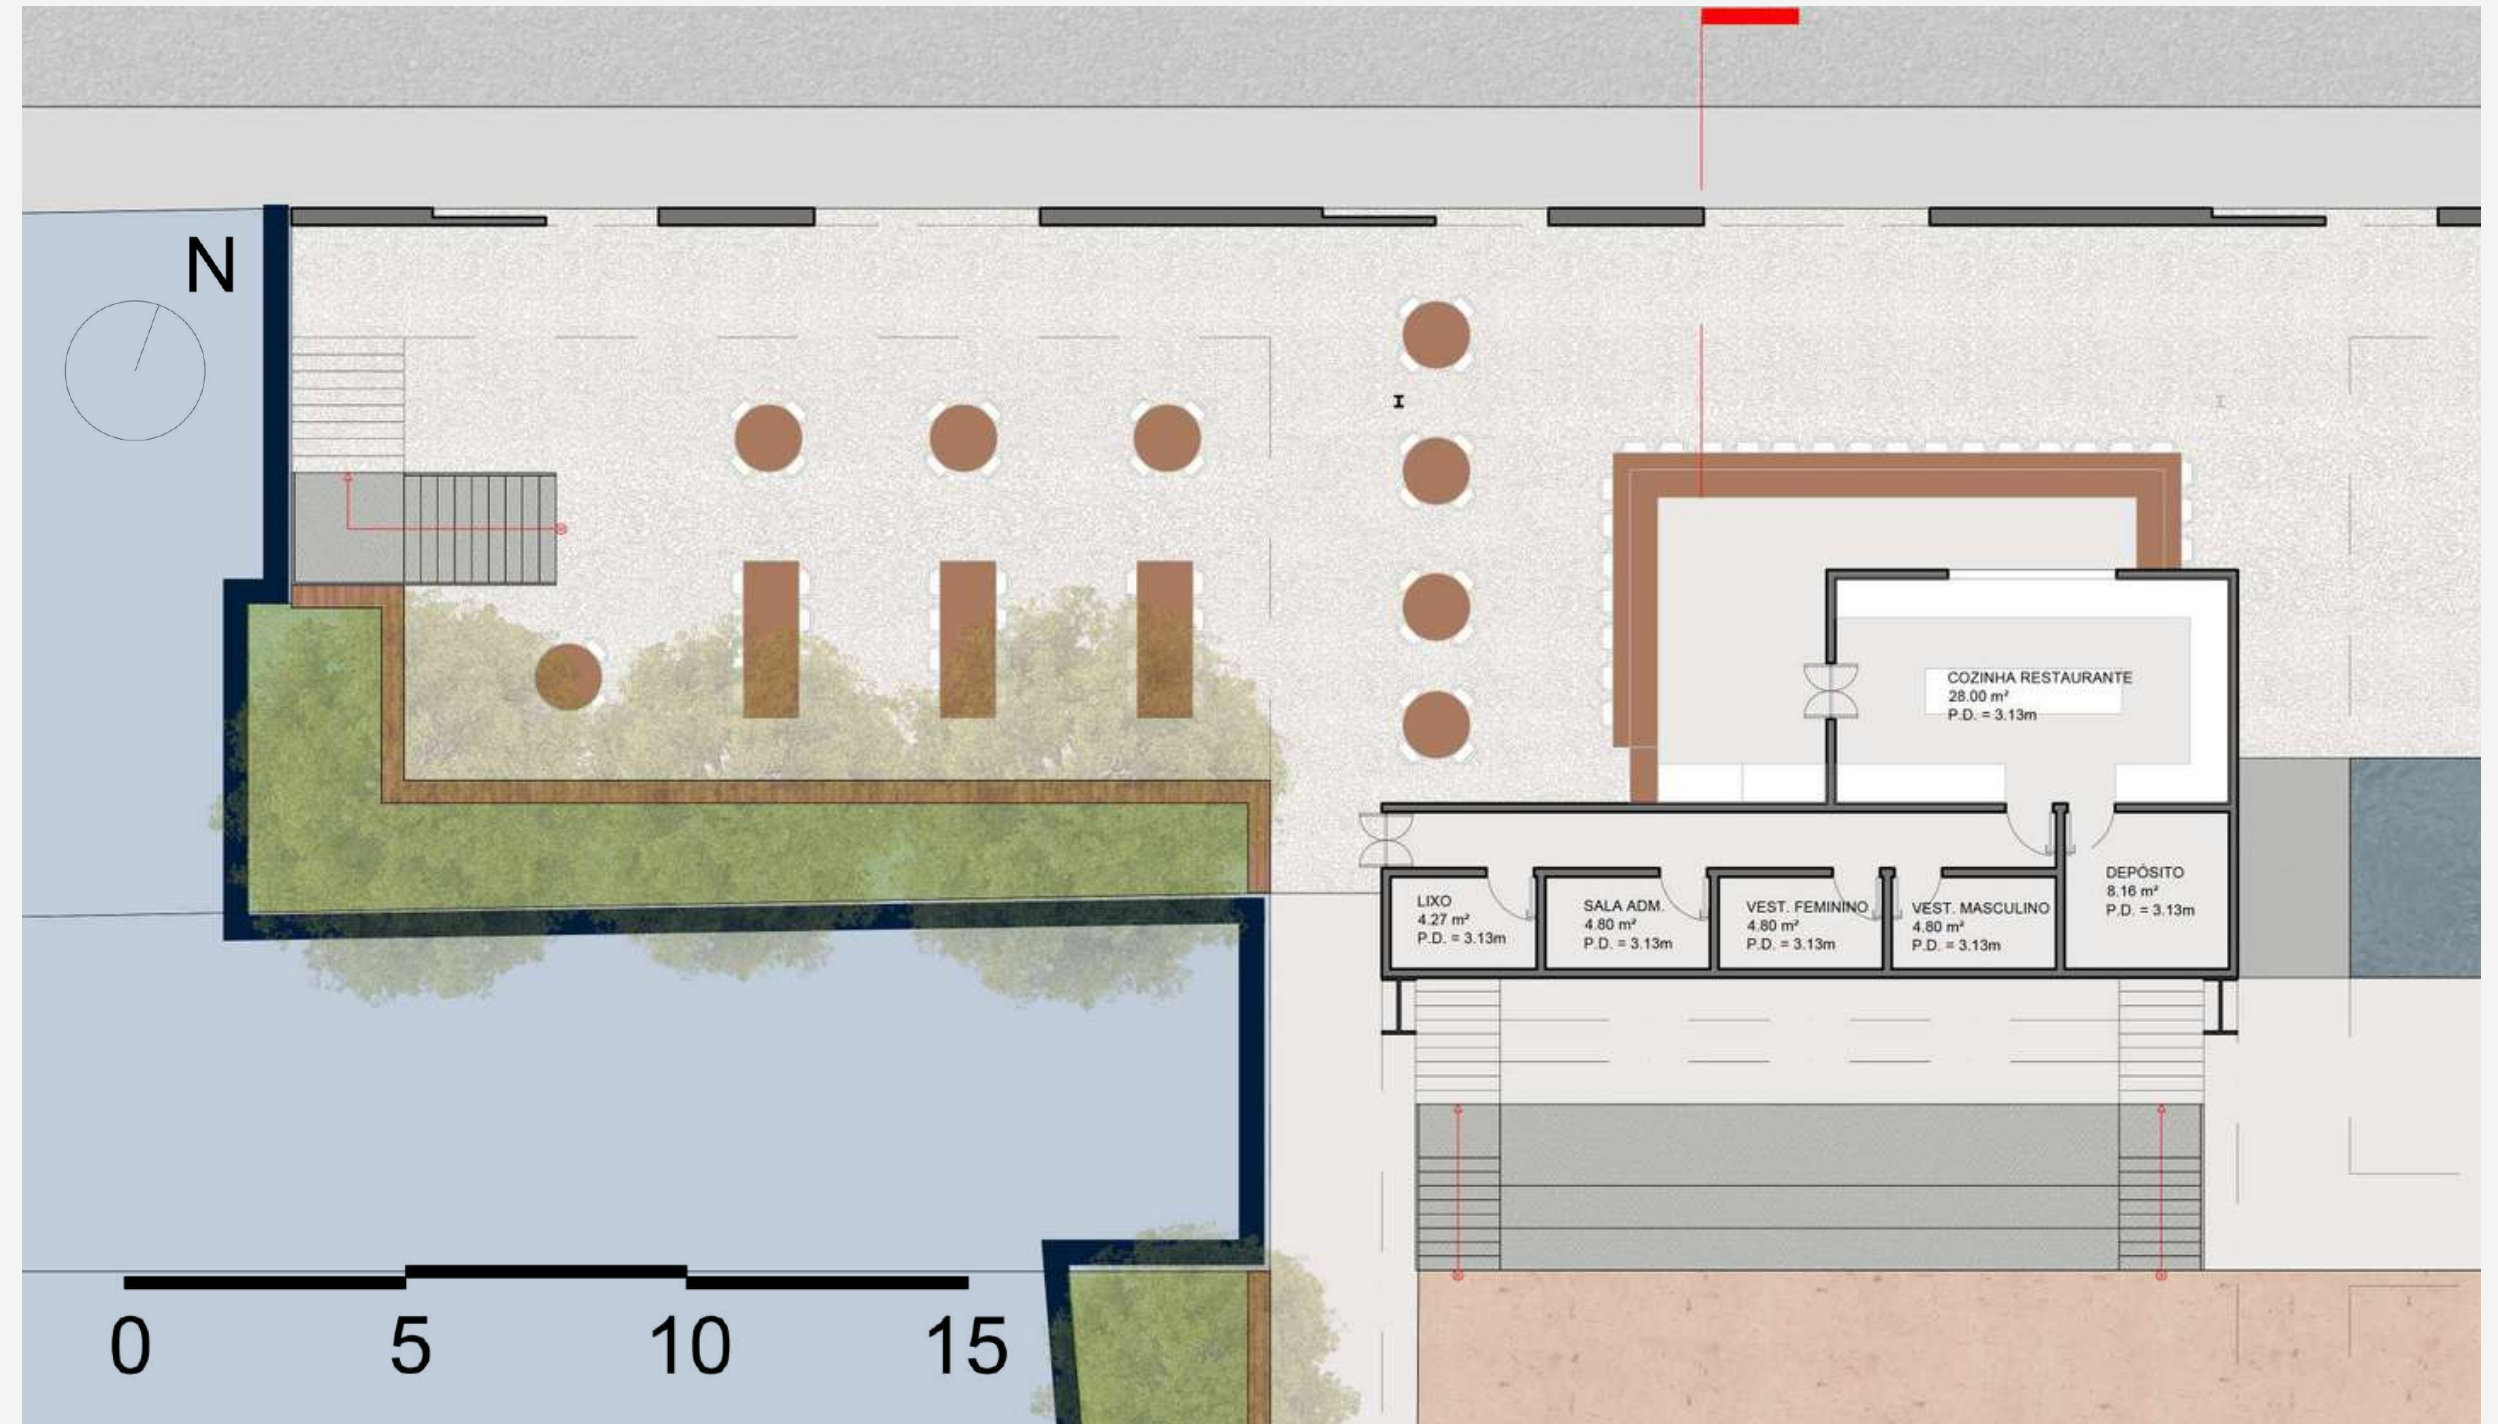 N
COZINHA RESTAURANTE
28.00 m²
P.D. = 3.13m
DEPÓSITO
8.16 m²
P.D. = 3.13m
LIXO
4.27 m²
P.D. = 3.13m
SALA ADM.
4.80 m²
P.D. = 3.13m
VEST. FEMININO
4.80 m²
P.D. = 3.13m
VEST. MASCULINO
4.80 m²
P.D. = 3.13m
0 5 10 15